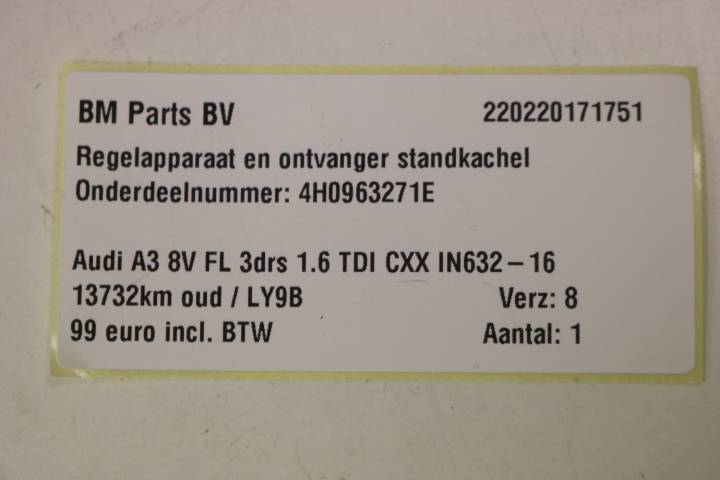 BM Parts BV 220220171751
Regelapparaat en ontvanger standkachel
Onderdeelnummer: 4H0963271E
Audi A3 8V FL 3drs 1.6 TDI CXX IN632-16
13732km oud / LY9B Verz: 8
99 euro incl. BTW Aantal: 1